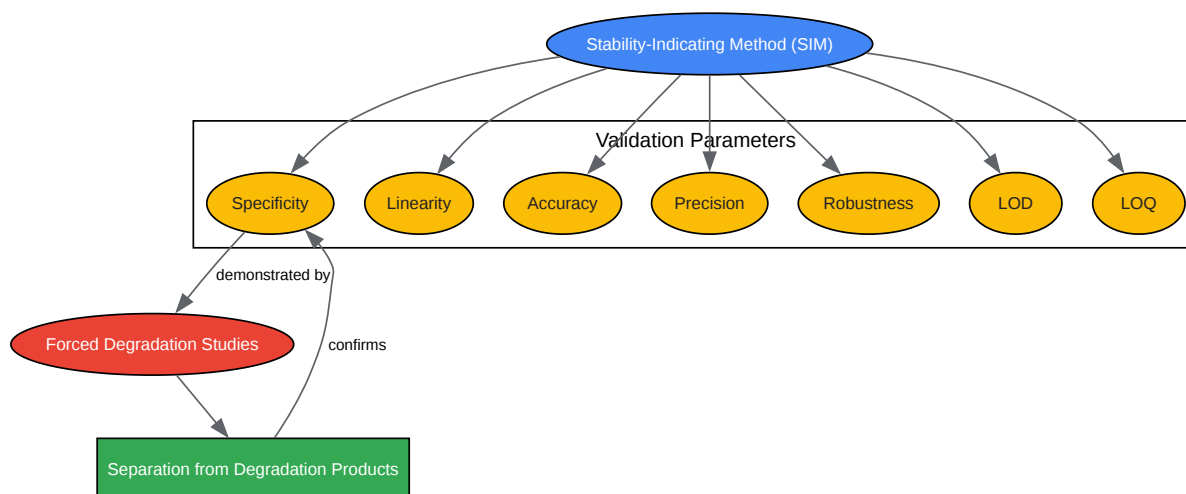 Stability-Indicating Method (SIM)
Validation Parameters
Specificity
Linearity
Accuracy
Precision
Robustness
LOD
LOQ
demonstrated by
Forced Degradation Studies
confirms
Separation from Degradation Products